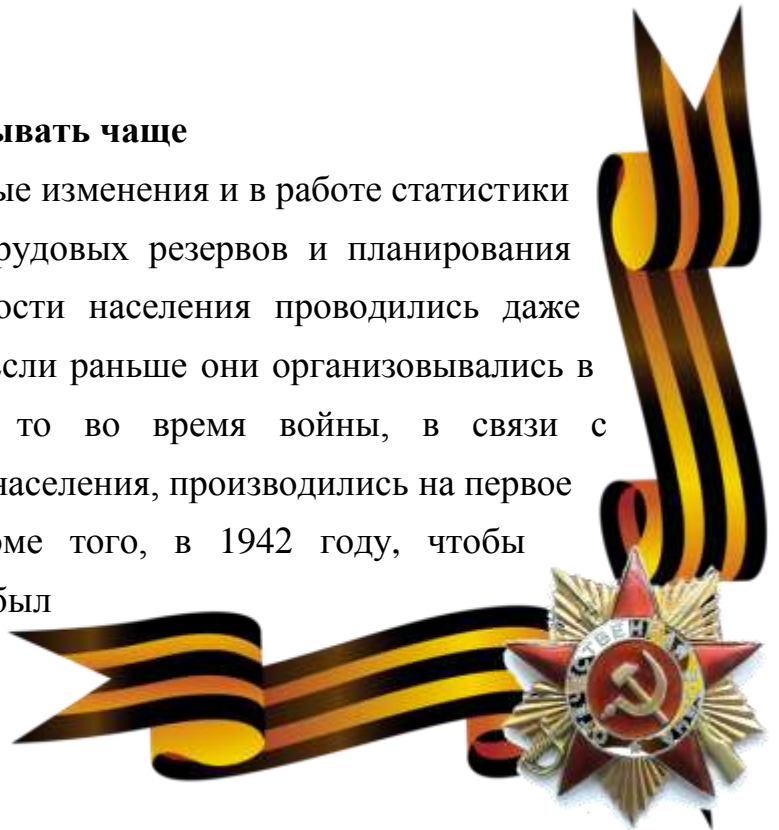 ывать чаще
ые изменения и в работе статистики
рудовых резервов и планирования
ости населения проводились даже
если раньше они организовывались в
то во время войны, в связи с
населения, производились на первое
оме того, в 1942 году, чтобы
был